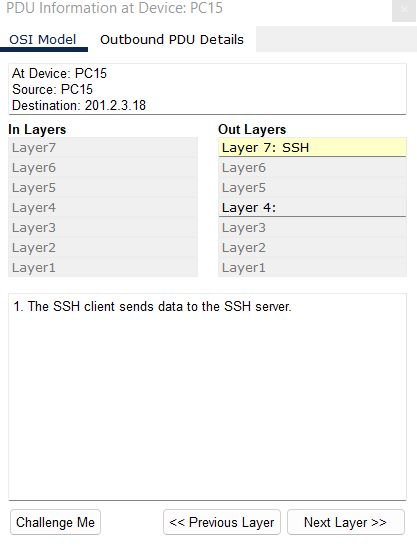 PDU Information at Device: PC15
OSI Model Outbound PDU Details
At Device: PC15
Source: PC15
Destination: 201.2.3.18
In Layers Out Layers
Layer7 Layer 7: SSH
Layer6 Layer6
Layer5 Layer5
Layer4 Layer 4:
Layer3 Layer3
Layer2 Layer2
Layer1 Layer1
1. The SSH client sends data to the SSH server.
Challenge Me << Previous Layer Next Layer >>